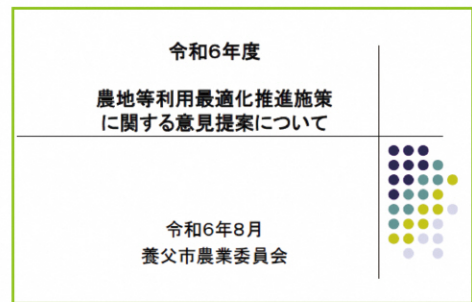 令和6年度
農地等利用最適化推進施策
に関する意見提案について
令和6年8月
養父市農業委員会